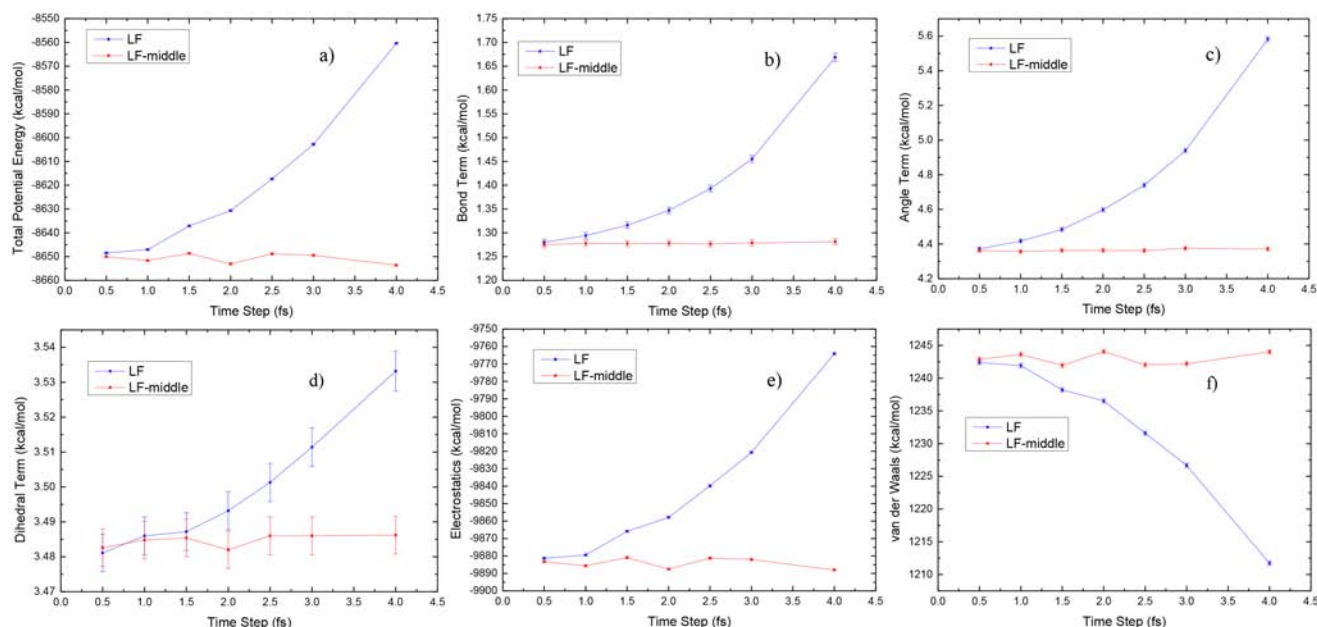 a)
LF
LF-middle
Total Potential Energy (kcal/mol)
-8550
-8560
-8570
-8580
-8590
-8600
-8610
-8620
-8630
-8640
-8650
-8660
0.0 0.5 1.0 1.5 2.0 2.5 3.0 3.5 4.0 4.5
Time Step (fs)
b)
LF
LF-middle
Bond Term (kcal/mol)
1.75
1.70
1.65
1.60
1.55
1.50
1.45
1.40
1.35
1.30
1.25
1.20
0.0 0.5 1.0 1.5 2.0 2.5 3.0 3.5 4.0 4.5
Time Step (fs)
c)
LF
LF-middle
Angle Term (kcal/mol)
5.6
5.4
5.2
5.0
4.8
4.6
4.4
4.2
0.0 0.5 1.0 1.5 2.0 2.5 3.0 3.5 4.0 4.5
Time Step (fs)
d)
LF
LF-middle
Dihedral Term (kcal/mol)
3.54
3.53
3.52
3.51
3.50
3.49
3.48
3.47
0.0 0.5 1.0 1.5 2.0 2.5 3.0 3.5 4.0 4.5
Time Step (fs)
e)
LF
LF-middle
Electrostatics (kcal/mol)
-9750
-9760
-9770
-9780
-9790
-9800
-9810
-9820
-9830
-9840
-9850
-9860
-9870
-9880
-9890
-9900
0.0 0.5 1.0 1.5 2.0 2.5 3.0 3.5 4.0 4.5
Time Step (fs)
f)
LF
LF-middle
van der Waals (kcal/mol)
1245
1240
1235
1230
1225
1220
1215
1210
0.0 0.5 1.0 1.5 2.0 2.5 3.0 3.5 4.0 4.5
Time Step (fs)